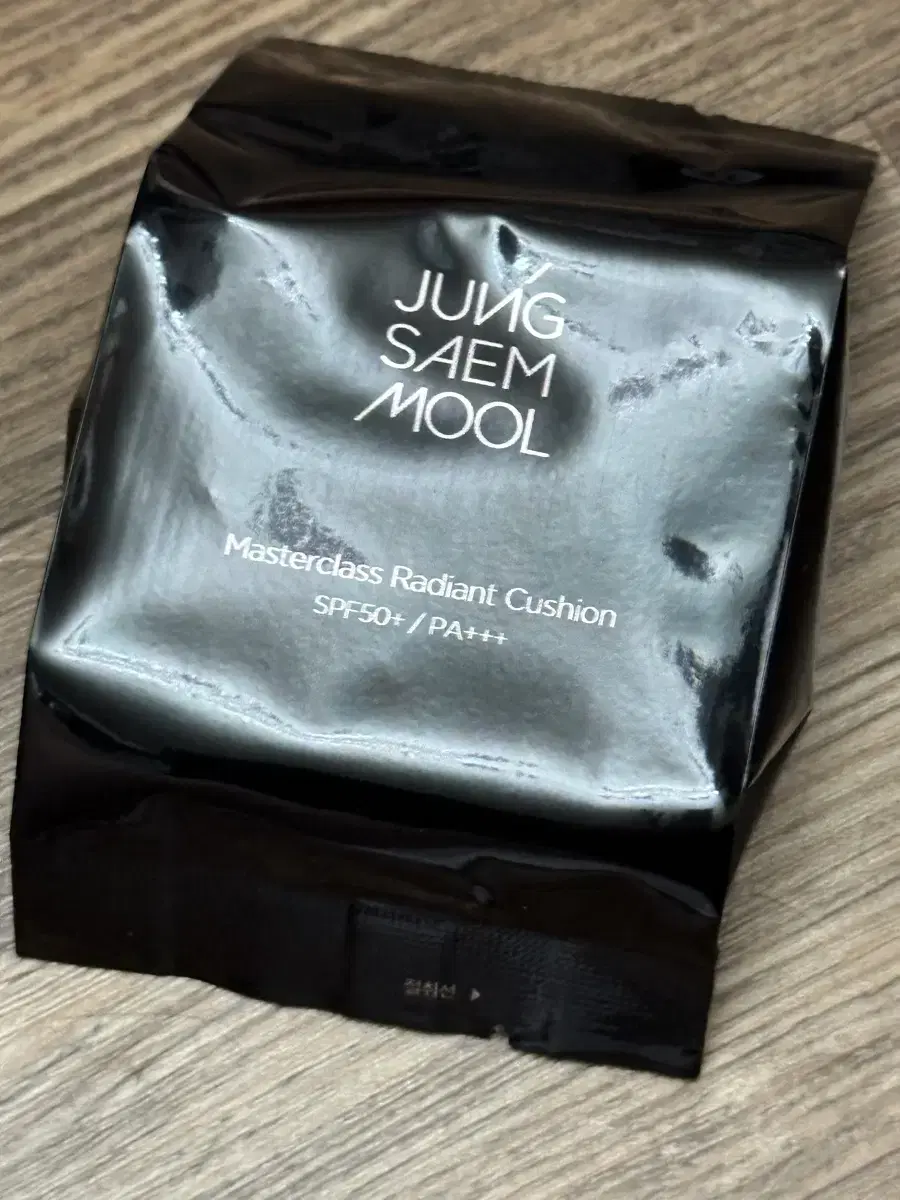 JUNG
SAEM
MOOL
Masterclass Radiant Cushion
SPF50+ / PA+++
절취선 ▶